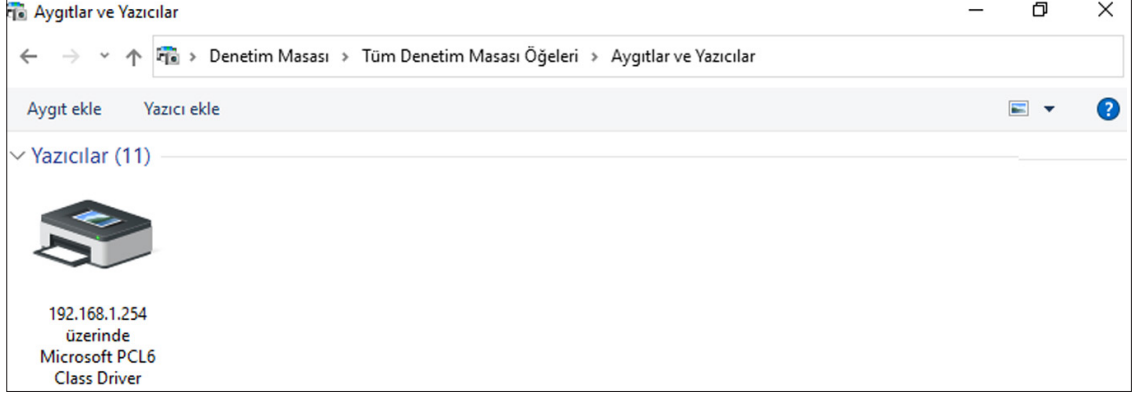 Aygıtlar ve Yazıcılar
Denetim Masası > Tüm Denetim Masası Öğeleri > Aygıtlar ve Yazıcılar
Aygıt ekle Yazıcı ekle ?
Yazıcılar (11)
192.168.1.254
üzerinde
Microsoft PCL6
Class Driver